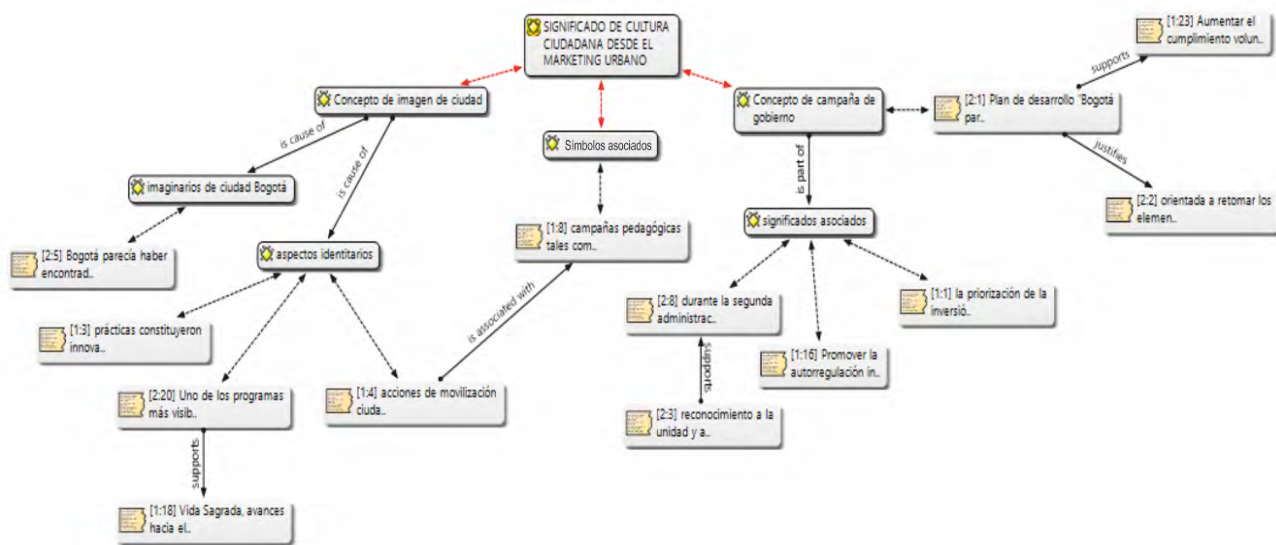 SIGNIFICADO DE CULTURA
CIUDADANA DESDE EL
MARKETING URBANO
[1:23] Aumentar el
cumplimiento volun..
supports
Concepto de imagen de ciudad
Concepto de campaña de
gobierno
[2:1] Plan de desarrollo "Bogotá
par..
is cause of
is cause of
Símbolos asociados
is part of
justifies
imaginarios de ciudad Bogotá
[2:2] orientada a retomar los
elemen..
[1:8] campañas pedagógicas
tales com..
significados asociados
[2:5] Bogotá parecía haber
encontrad..
aspectos identitarios
is associated with
[2:8] durante la segunda
administrac..
[1:1] la priorización de la
inversió..
[1:3] prácticas constituyeron
innova..
[1:16] Promover la
autorregulación in..
supports
[2:20] Uno de los programas
más visib..
[1:4] acciones de movilización
ciuda..
[2:3] reconocimiento a la
unidad y a..
supports
[1:18] Vida Sagrada, avances
hacia el..